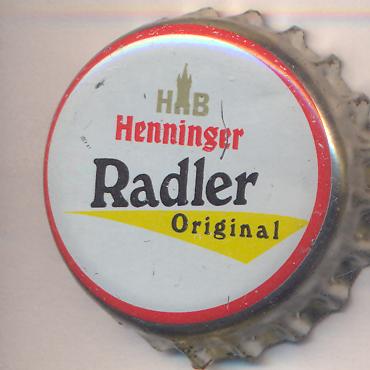 HB
Henninger
Radler
Original